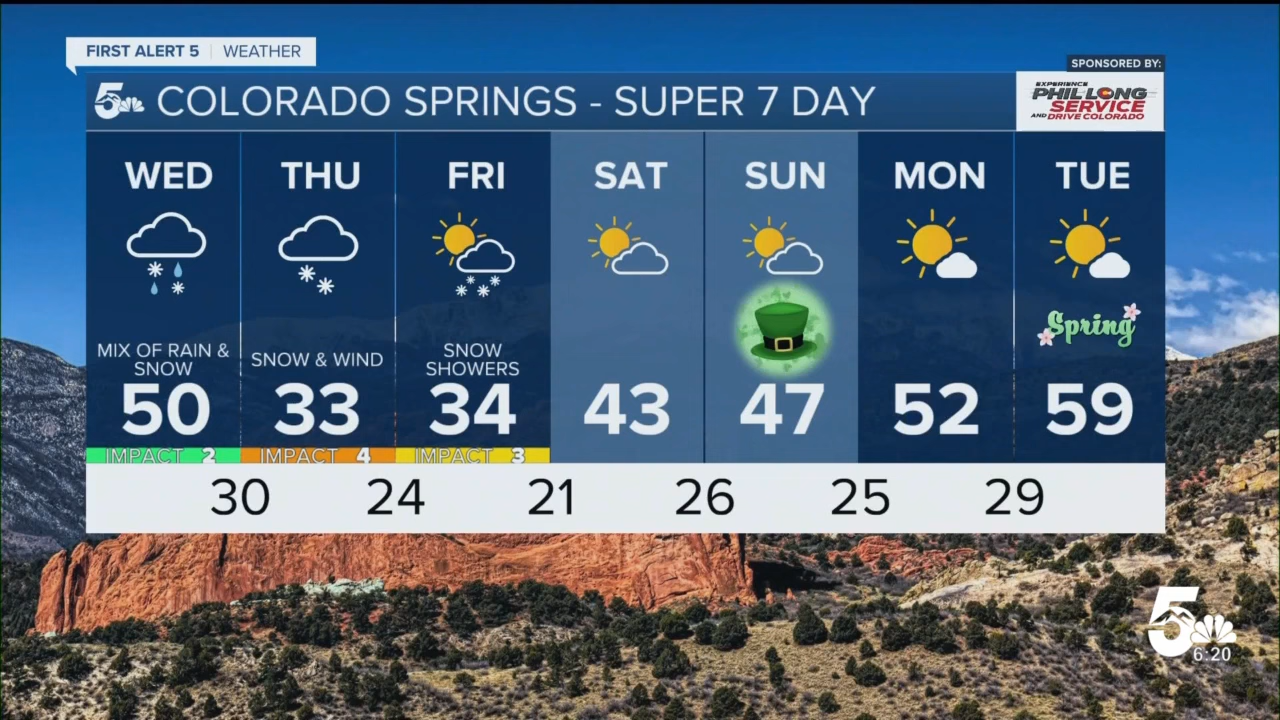 FIRST ALERT 5 | WEATHER
SPONSORED BY:
5 COLORADO SPRINGS - SUPER 7 DAY
EXPERIENCE
PHIL LONG
SERVICE
AND DRIVE COLORADO
WED THU FRI SAT SUN MON TUE
Spring
MIX OF RAIN &
SNOW
SNOW & WIND
SNOW
SHOWERS
50 33 34 43 47 52 59
IMPACT 2 IMPACT 4 IMPACT 3
30 24 21 26 25 29
5
6:20